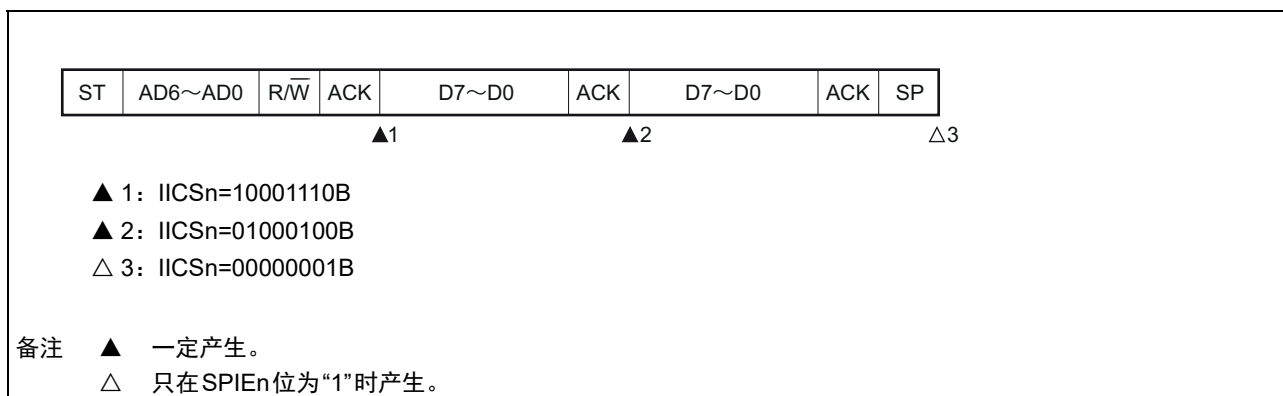 ST AD6～AD0 R/W̅ ACK D7～D0 ACK D7～D0 ACK SP
▲1 ▲2 △3
▲ 1：IICSn=10001110B
▲ 2：IICSn=01000100B
△ 3：IICSn=00000001B
备注 ▲ 一定产生。
△ 只在SPIEn位为“1”时产生。